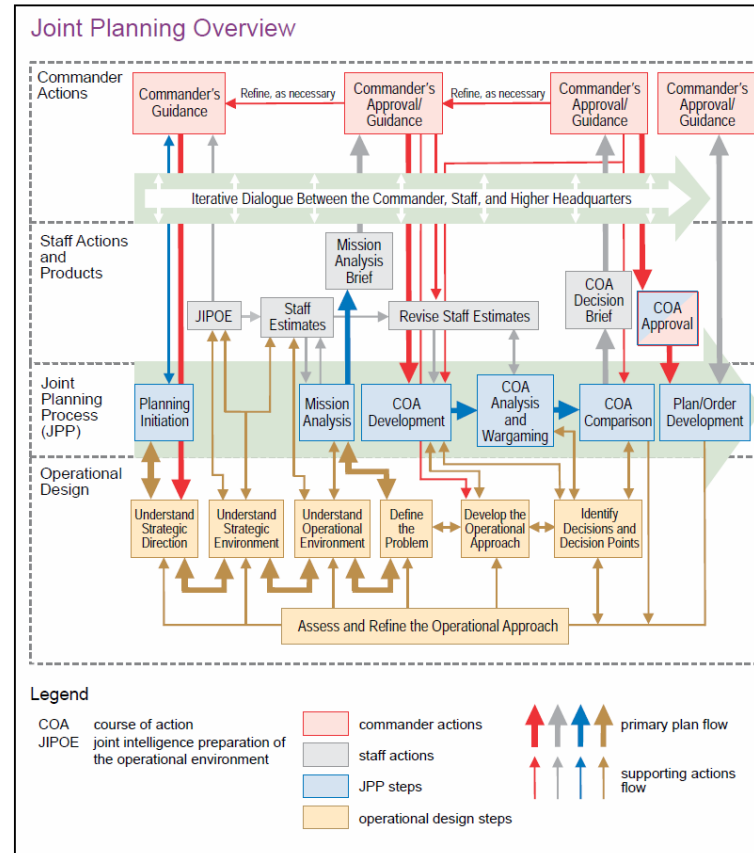 Joint Planning Overview
Commander
Actions
Commander's
Guidance
Refine, as necessary
Commander's
Approval/
Guidance
Refine, as necessary
Commander's
Approval/
Guidance
Commander's
Approval/
Guidance
Iterative Dialogue Between the Commander, Staff, and Higher Headquarters
Staff Actions
and
Products
Mission
Analysis
Brief
JIPOE
Staff
Estimates
Revise Staff Estimates
COA
Decision
Brief
COA
Approval
Joint
Planning
Process
(JPP)
Planning
Initiation
Mission
Analysis
COA
Development
COA
Analysis
and
Wargaming
COA
Comparison
Plan/Order
Development
Operational
Design
Understand
Strategic
Direction
Understand
Strategic
Environment
Understand
Operational
Environment
Define
the
Problem
Develop the
Operational
Approach
Identify
Decisions and
Decision Points
Assess and Refine the Operational Approach
Legend
COA course of action
JIPOE joint intelligence preparation of
the operational environment
commander actions
staff actions
JPP steps
operational design steps
primary plan flow
supporting actions
flow